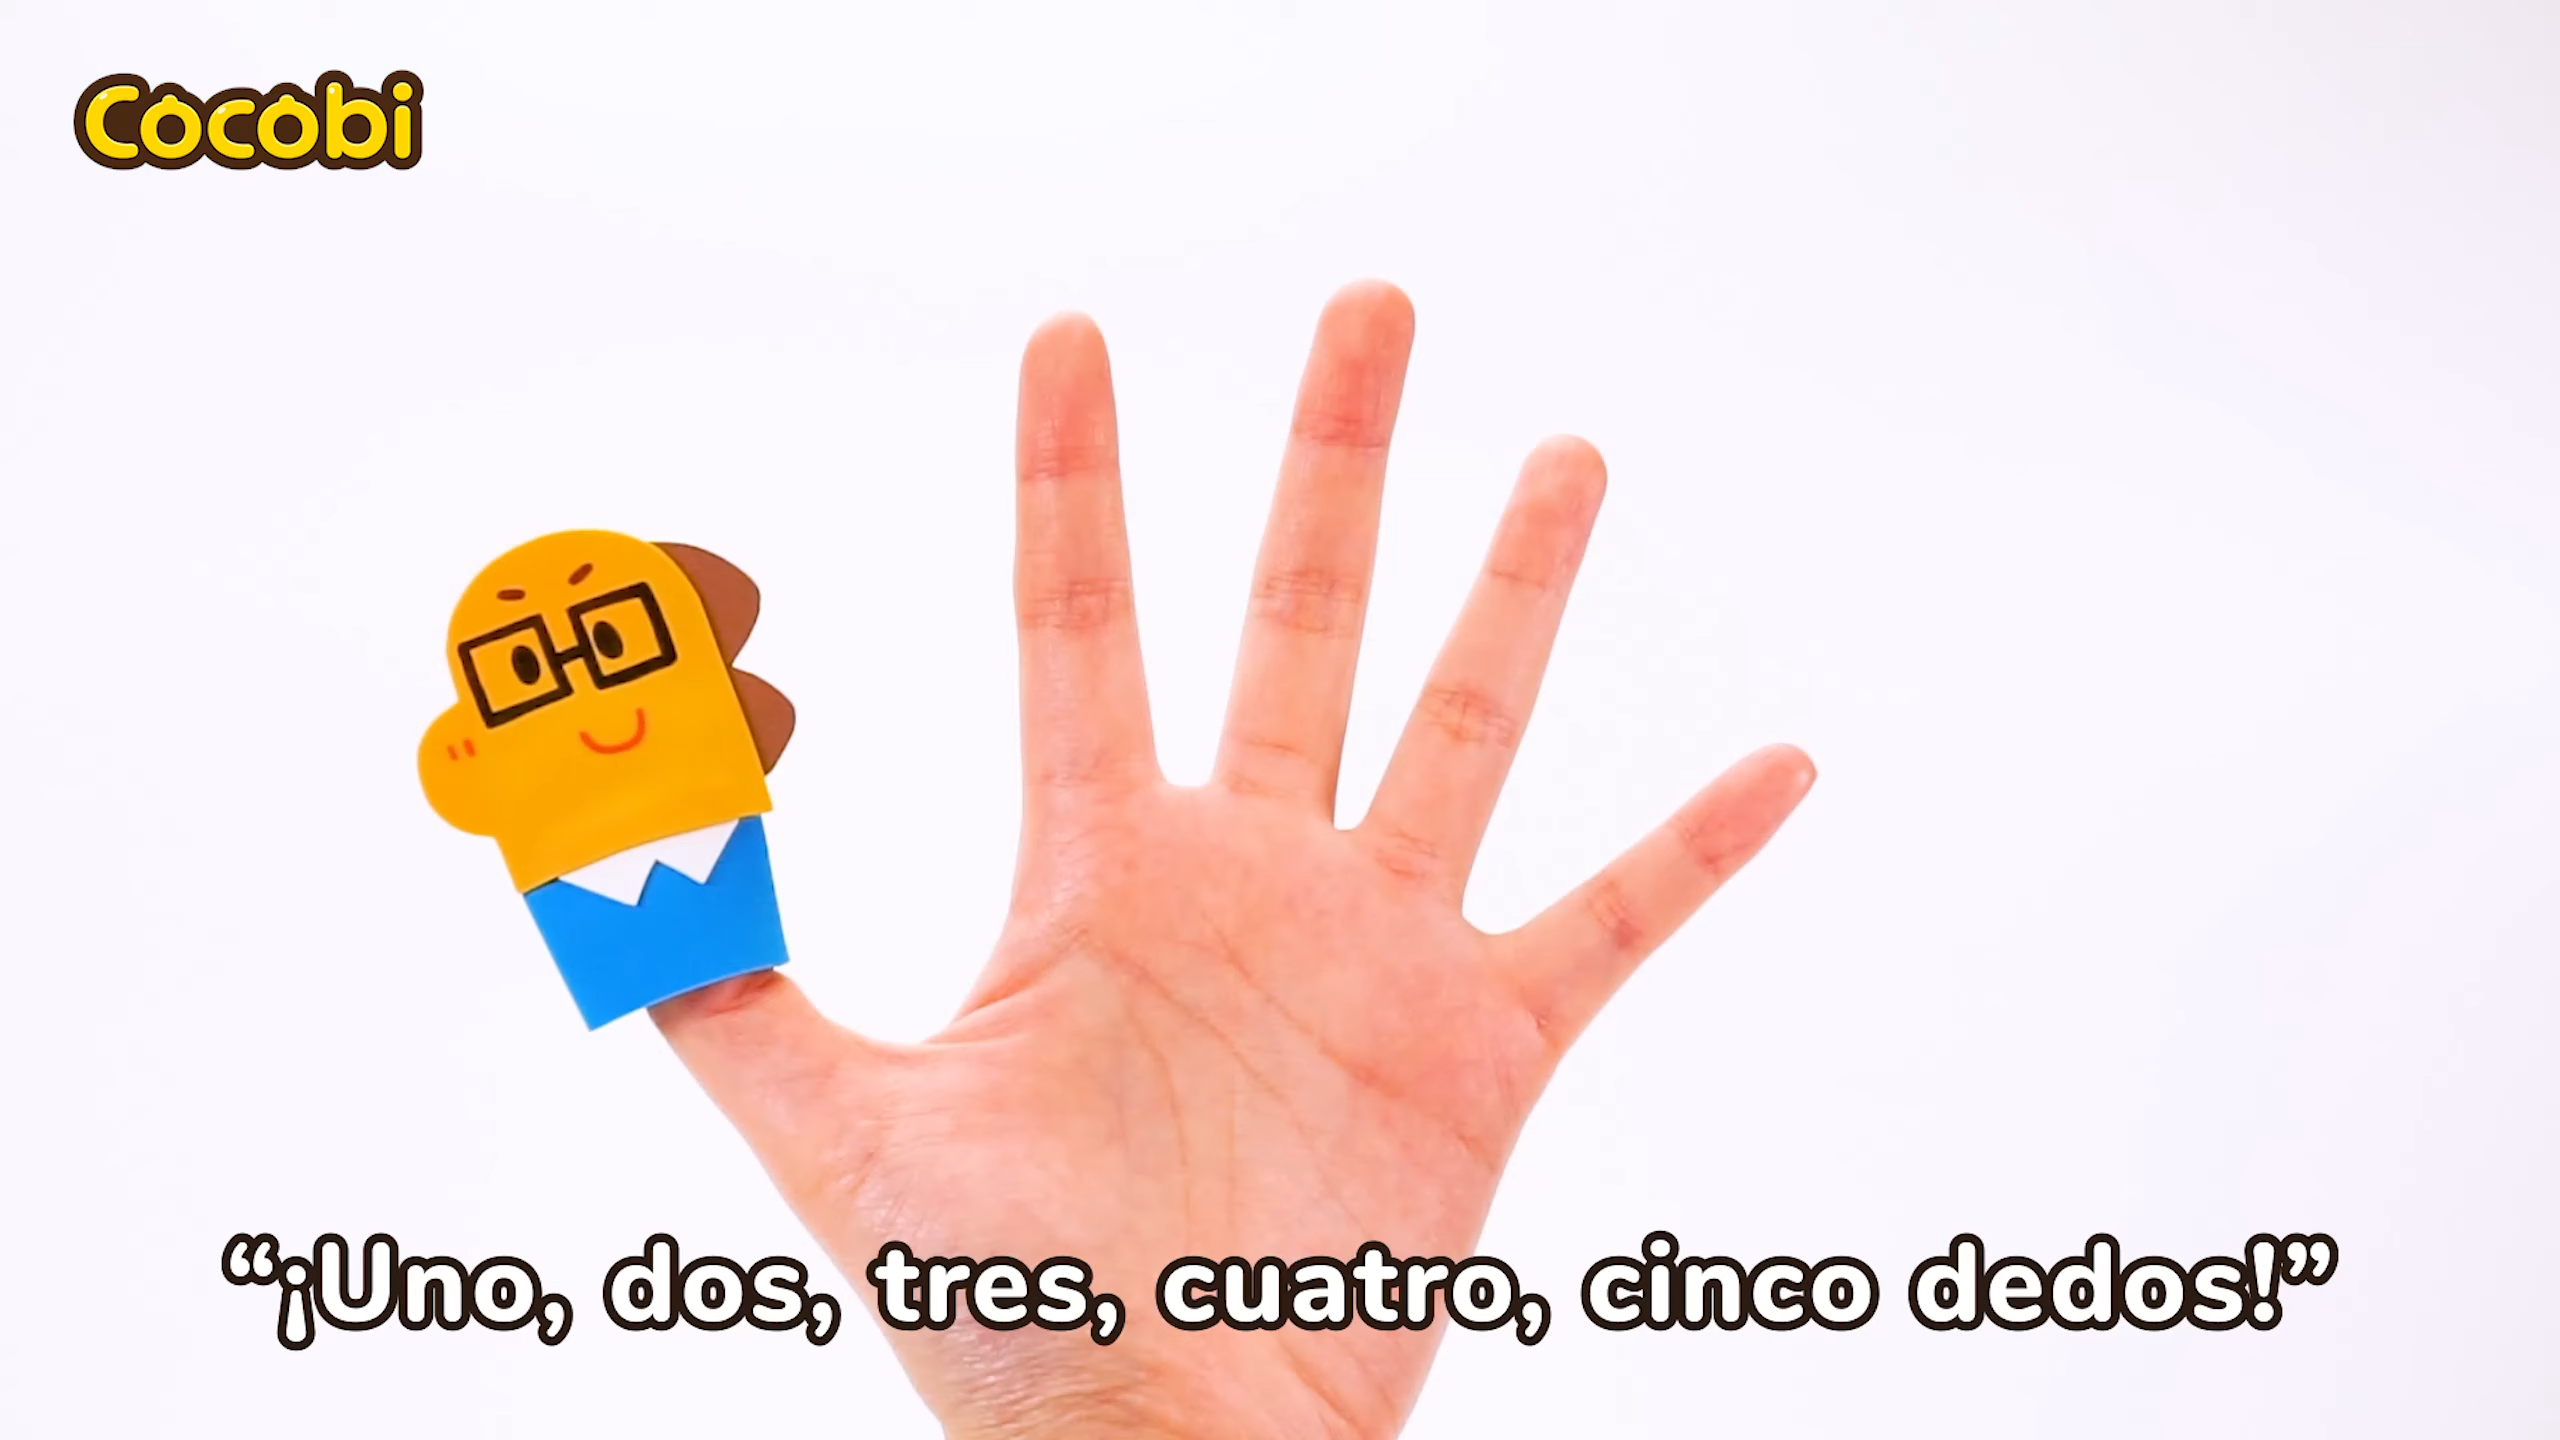 Cocobi
“¡Uno, dos, tres, cuatro, cinco dedos!”